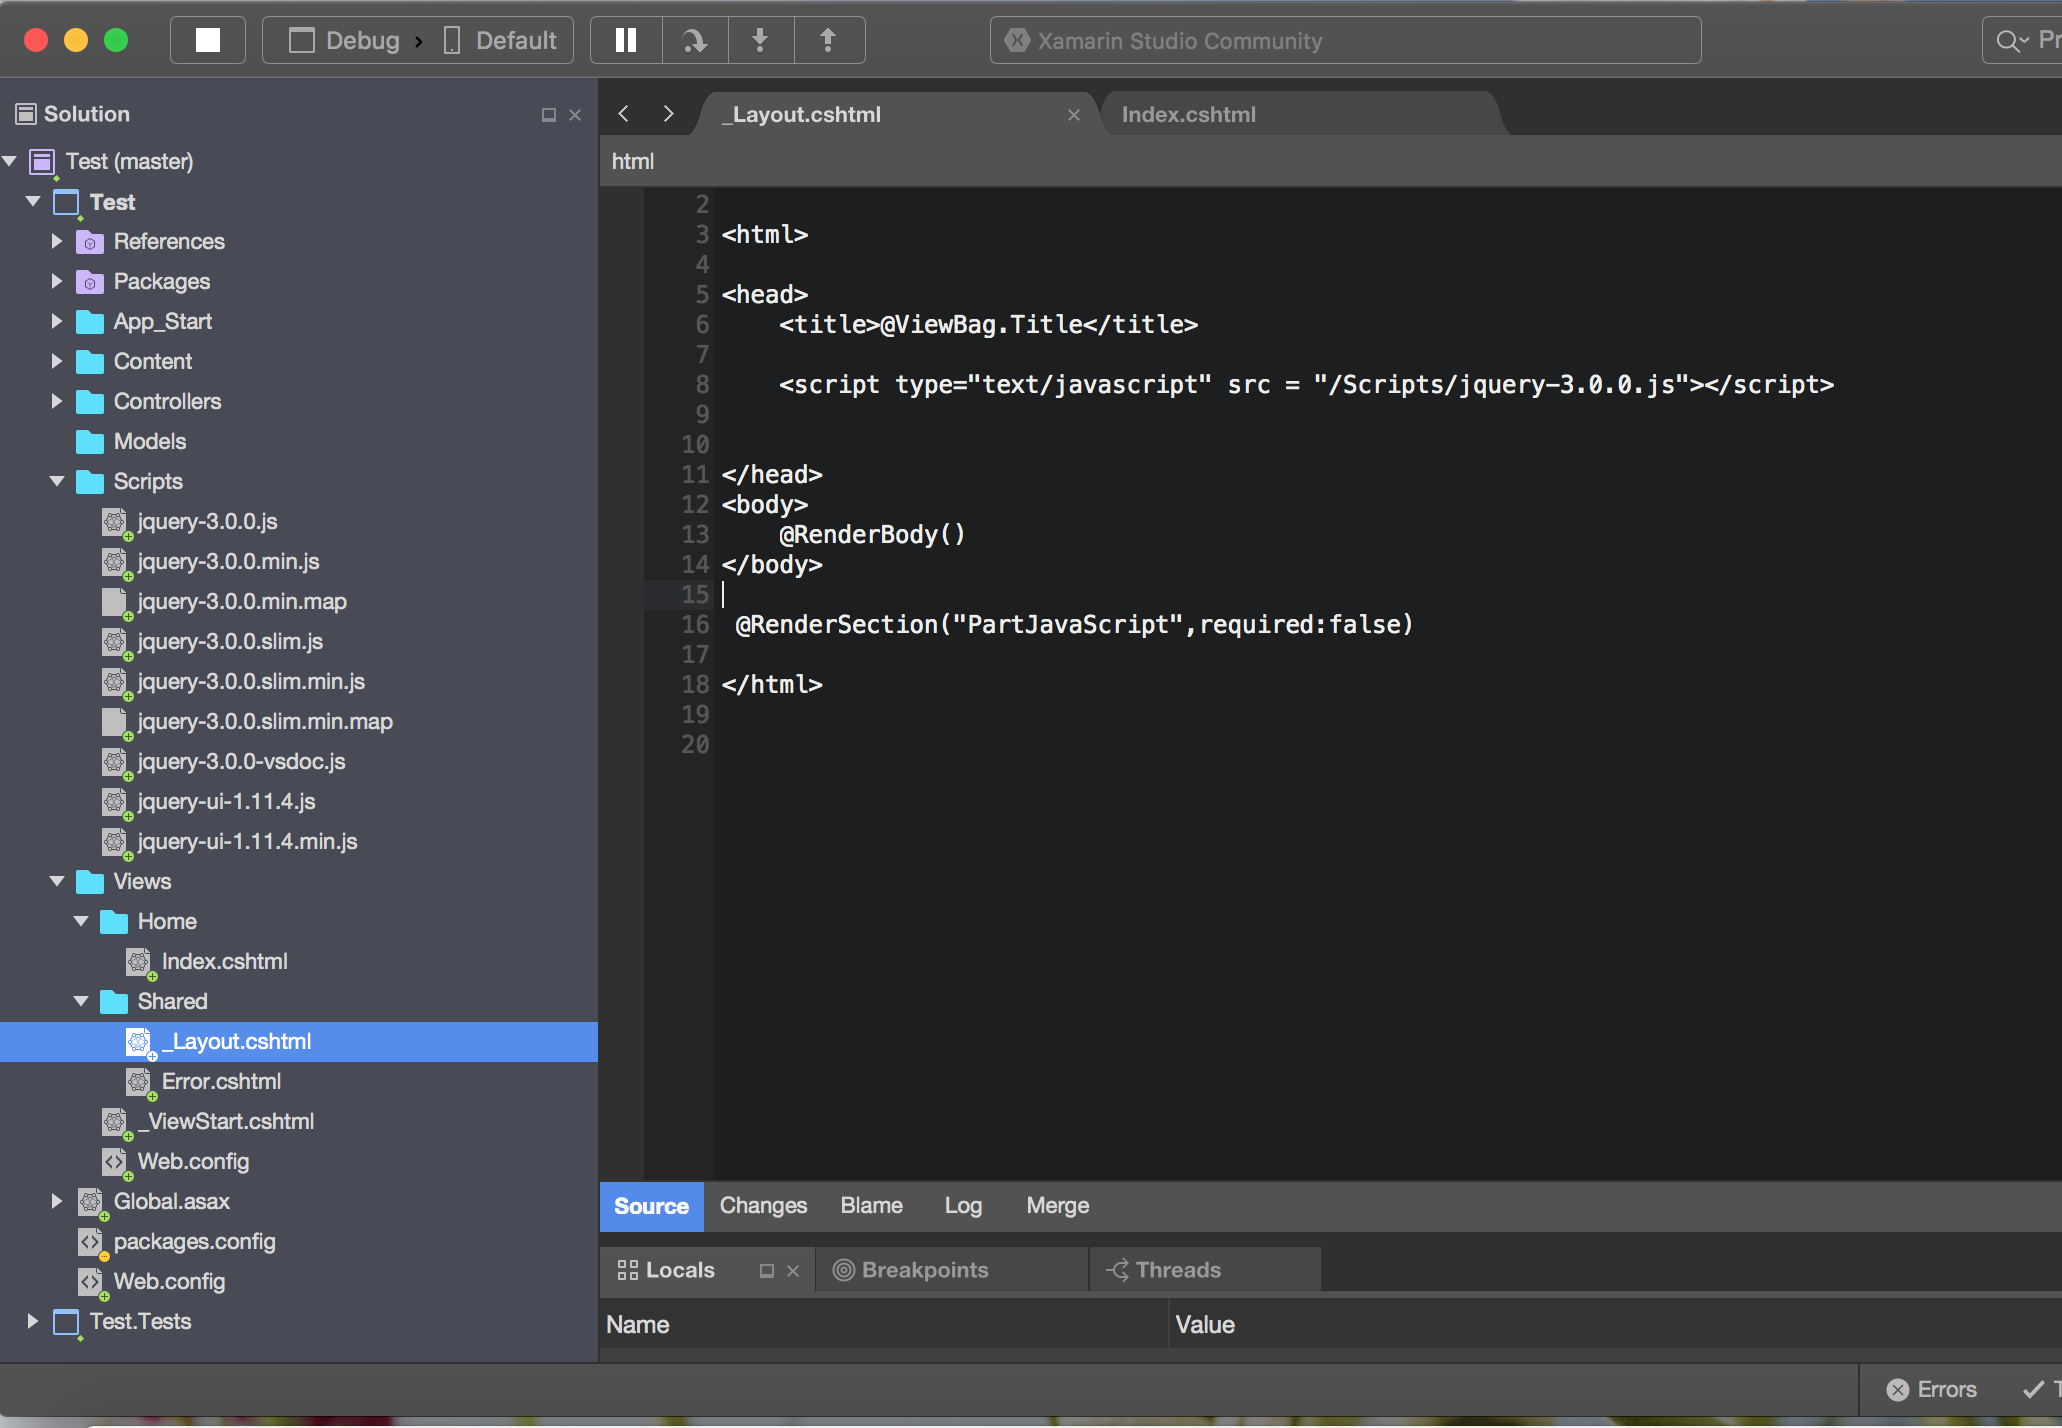 Debug › Default
Xamarin Studio Community
Pr
Solution
_Layout.cshtml
Index.cshtml
html
Test (master)
Test
References
Packages
App_Start
Content
Controllers
Models
Scripts
jquery-3.0.0.js
jquery-3.0.0.min.js
jquery-3.0.0.min.map
jquery-3.0.0.slim.js
jquery-3.0.0.slim.min.js
jquery-3.0.0.slim.min.map
jquery-3.0.0-vsdoc.js
jquery-ui-1.11.4.js
jquery-ui-1.11.4.min.js
Views
Home
Index.cshtml
Shared
_Layout.cshtml
Error.cshtml
_ViewStart.cshtml
Web.config
Global.asax
packages.config
Web.config
Test.Tests
2
3 <html>
4
5 <head>
6     <title>@ViewBag.Title</title>
7
8     <script type="text/javascript" src = "/Scripts/jquery-3.0.0.js"></script>
9
10
11 </head>
12 <body>
13     @RenderBody()
14 </body>
15
16  @RenderSection("PartJavaScript",required:false)
17
18 </html>
19
20
Source Changes Blame Log Merge
Locals Breakpoints Threads
Name Value
Errors T